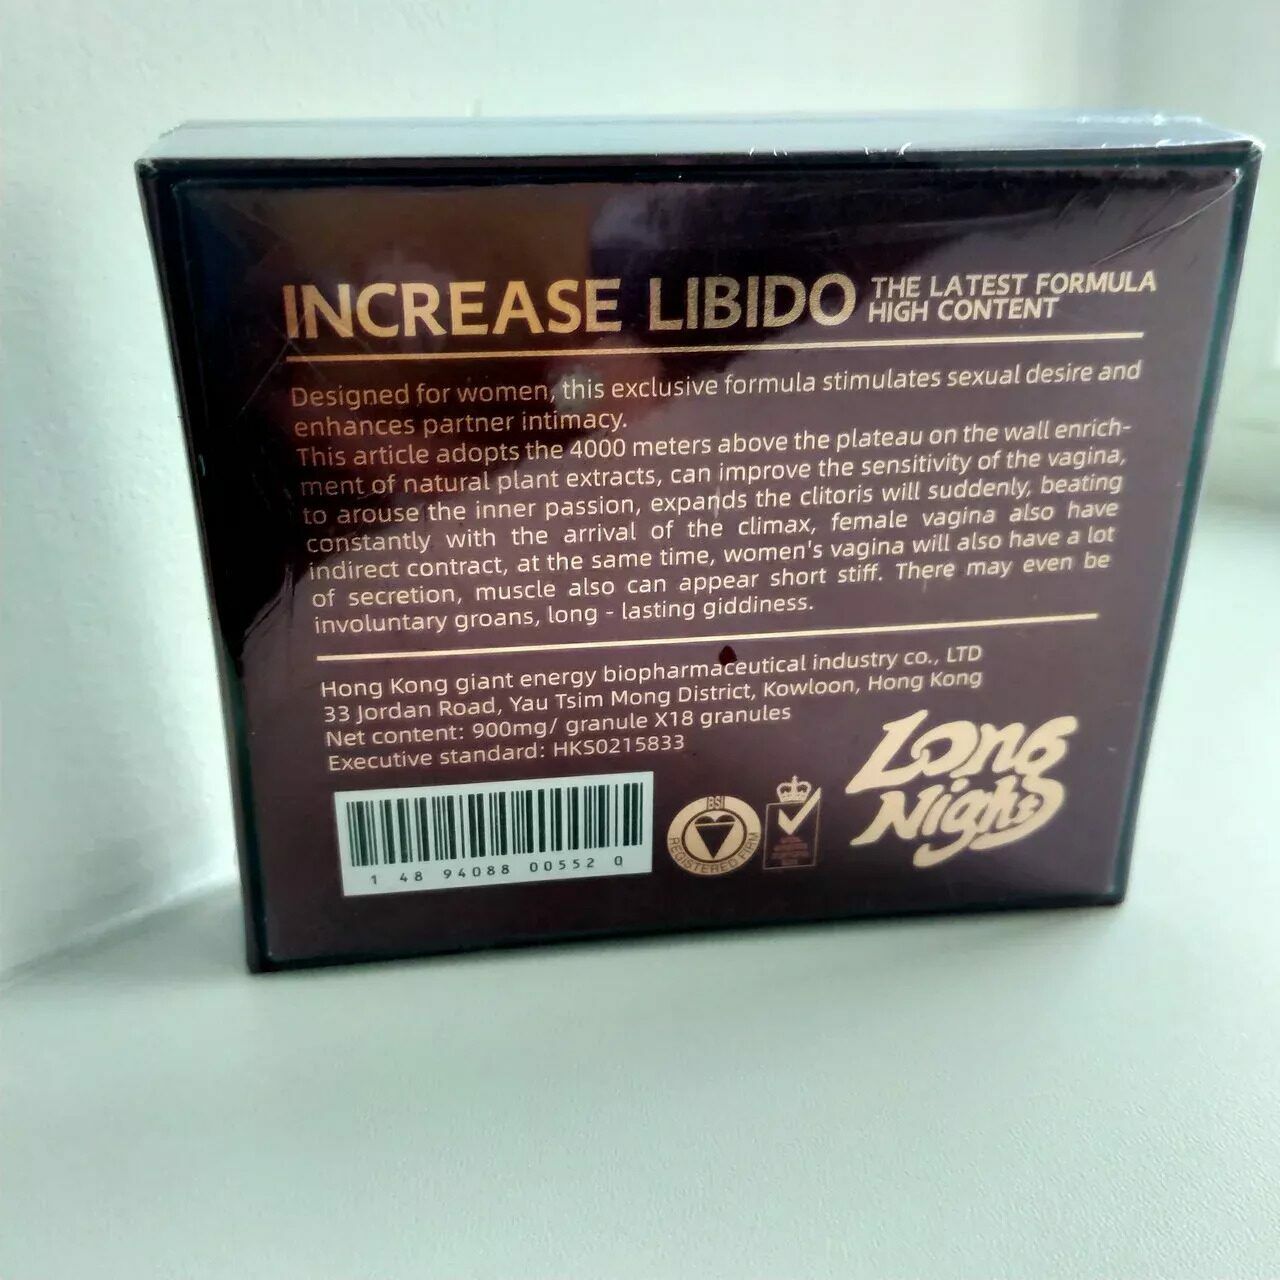 INCREASE LIBIDO THE LATEST FORMULA
HIGH CONTENT
Designed for women, this exclusive formula stimulates sexual desire and
enhances partner intimacy.
This article adopts the 4000 meters above the plateau on the wall enrich-
ment of natural plant extracts, can improve the sensitivity of the vagina,
to arouse the inner passion, expands the clitoris will suddenly, beating
constantly with the arrival of the climax, female vagina also have
indirect contract, at the same time, women's vagina will also have a lot
of secretion, muscle also can appear short stiff. There may even be
involuntary groans, long - lasting giddiness.
Hong Kong giant energy biopharmaceutical industry co., LTD
33 Jordan Road, Yau Tsim Mong District, Kowloon, Hong Kong
Net content: 900mg/ granule X18 granules
Executive standard: HKS0215833
1 48 94088 00552 0
BSI
REGISTERED FIRM
Long
Night